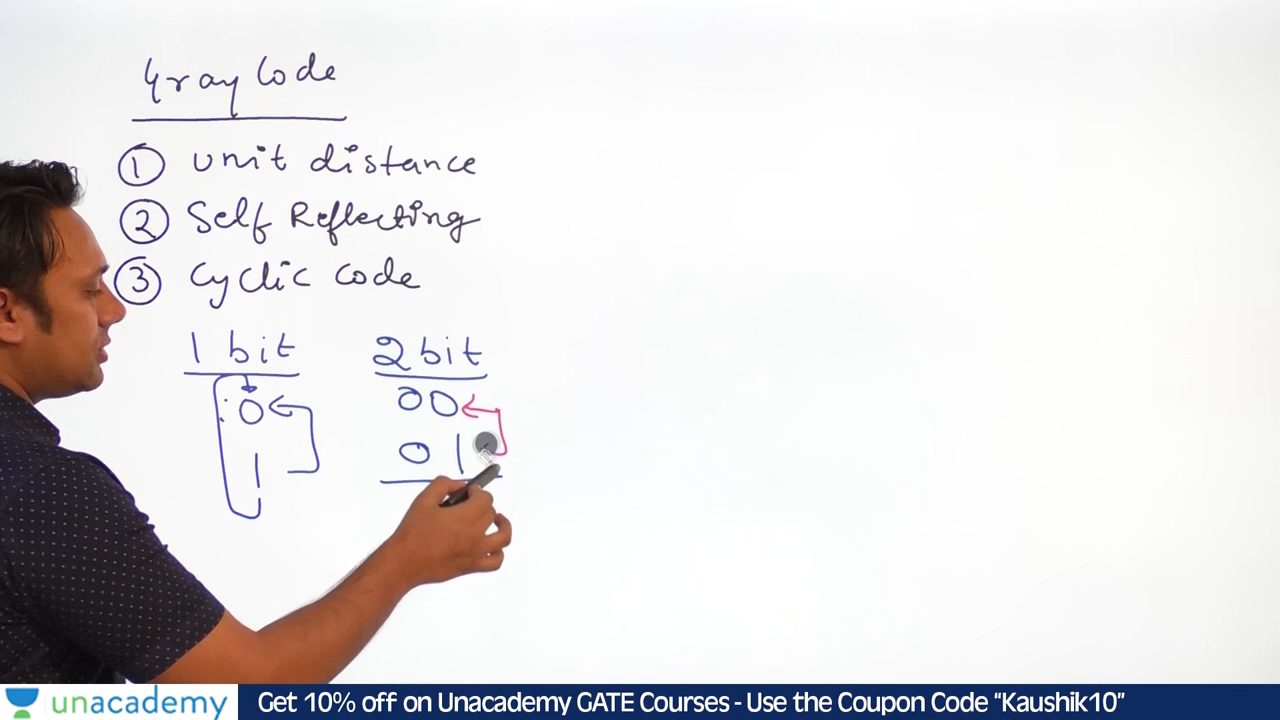 Gray Code
1 Unit distance
2 Self Reflecting
3 Cyclic Code
1 bit 2 bit
0 00
1 01
unacademy Get 10% off on Unacademy GATE Courses - Use the Coupon Code “Kaushik10”